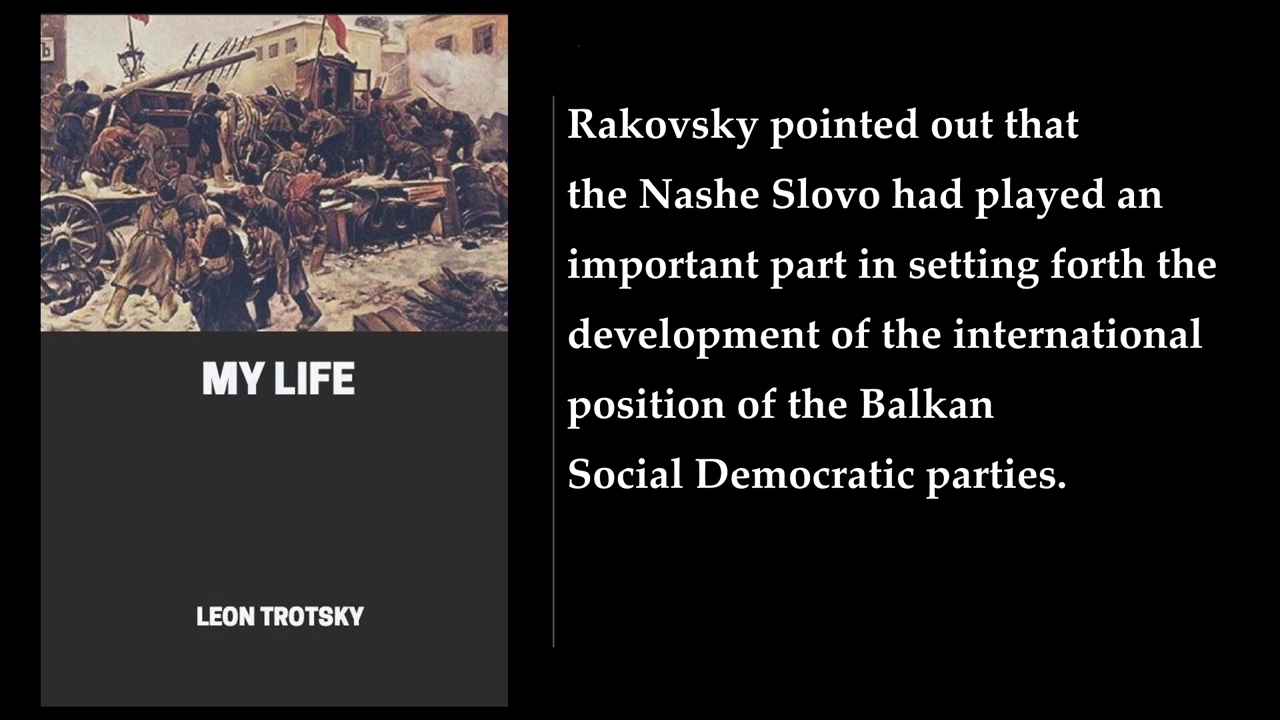 MY LIFE
LEON TROTSKY
Rakovsky pointed out that
the Nashe Slovo had played an
important part in setting forth the
development of the international
position of the Balkan
Social Democratic parties.